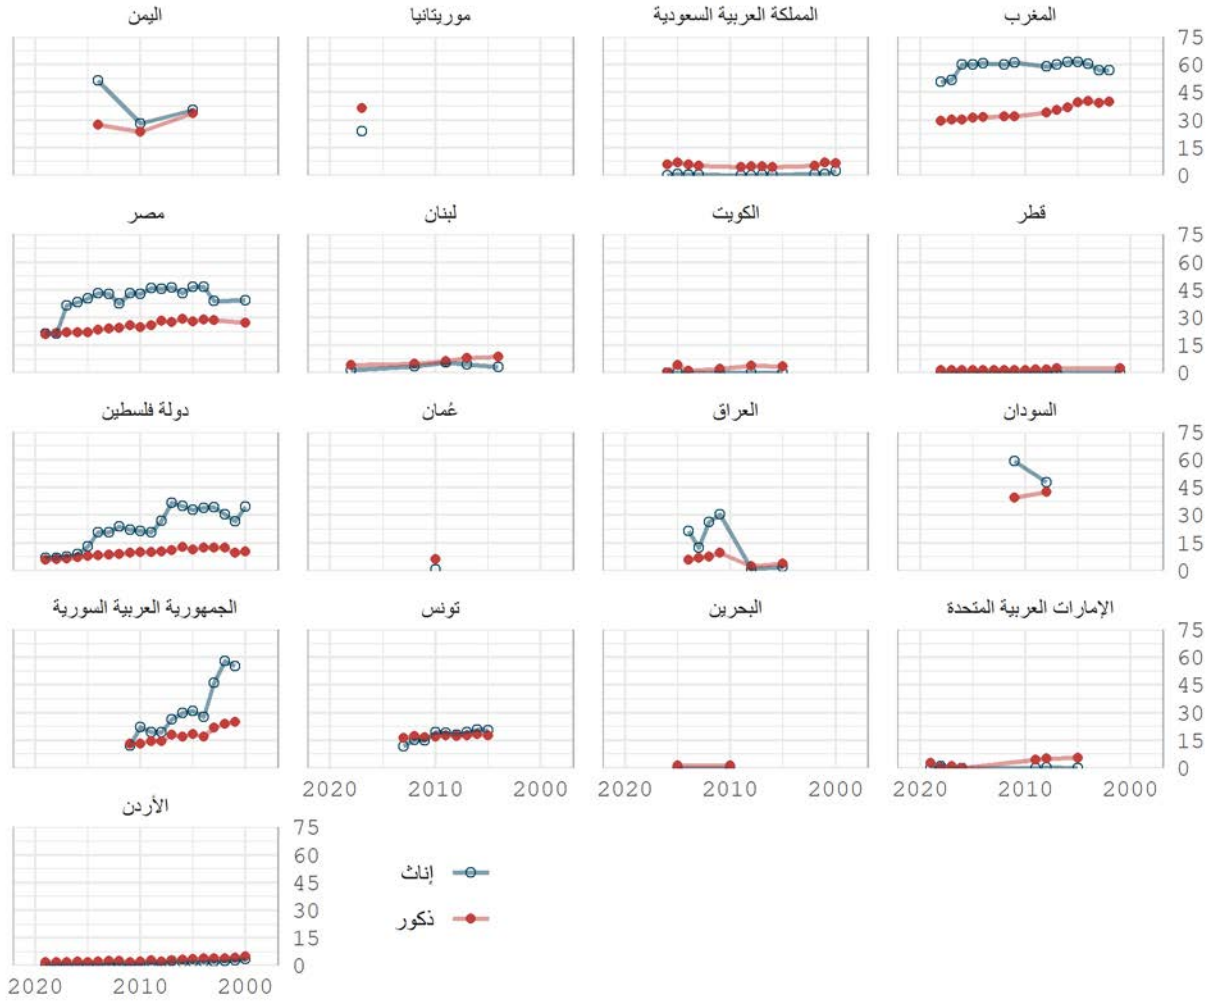 المغرب
المملكة العربية السعودية
موريتانيا
اليمن
75
60
45
30
15
0
قطر
الكويت
لبنان
مصر
75
60
45
30
15
0
السودان
العراق
عُمان
دولة فلسطين
75
60
45
30
15
0
الإمارات العربية المتحدة
البحرين
تونس
الجمهورية العربية السورية
75
60
45
30
15
0
2020 2010 2000
2020 2010 2000
2020 2010 2000
الأردن
75
60
45
30
15
0
2020 2010 2000
إناث
ذكور